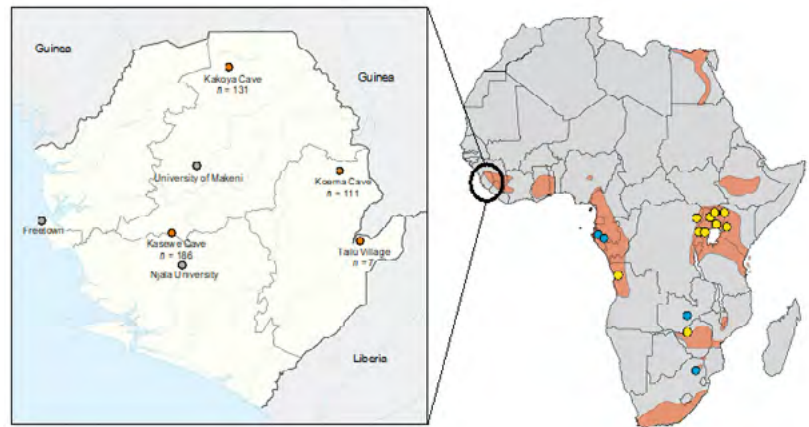 Guinea
Guinea
Kakoya Cave
n = 131
University of Makeni
Koema Cave
n = 111
Freetown
Kasewe Cave
n = 186
Tailu Village
n = 7
Njala University
Liberia